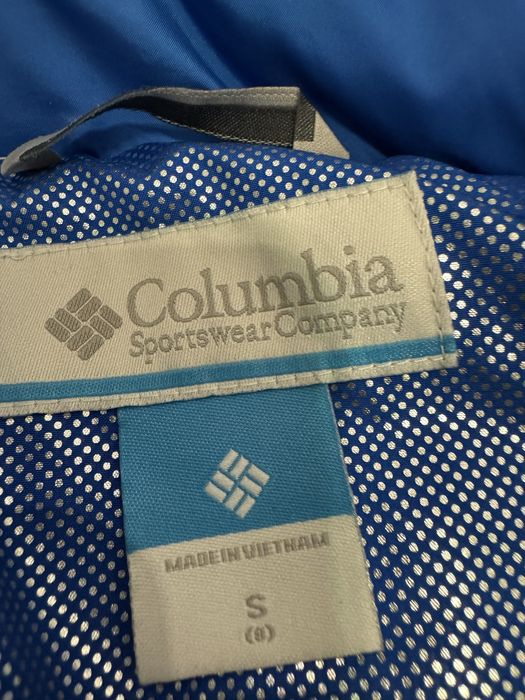 Columbia
Sportswear Company
MADE IN VIETNAM
S
(8)